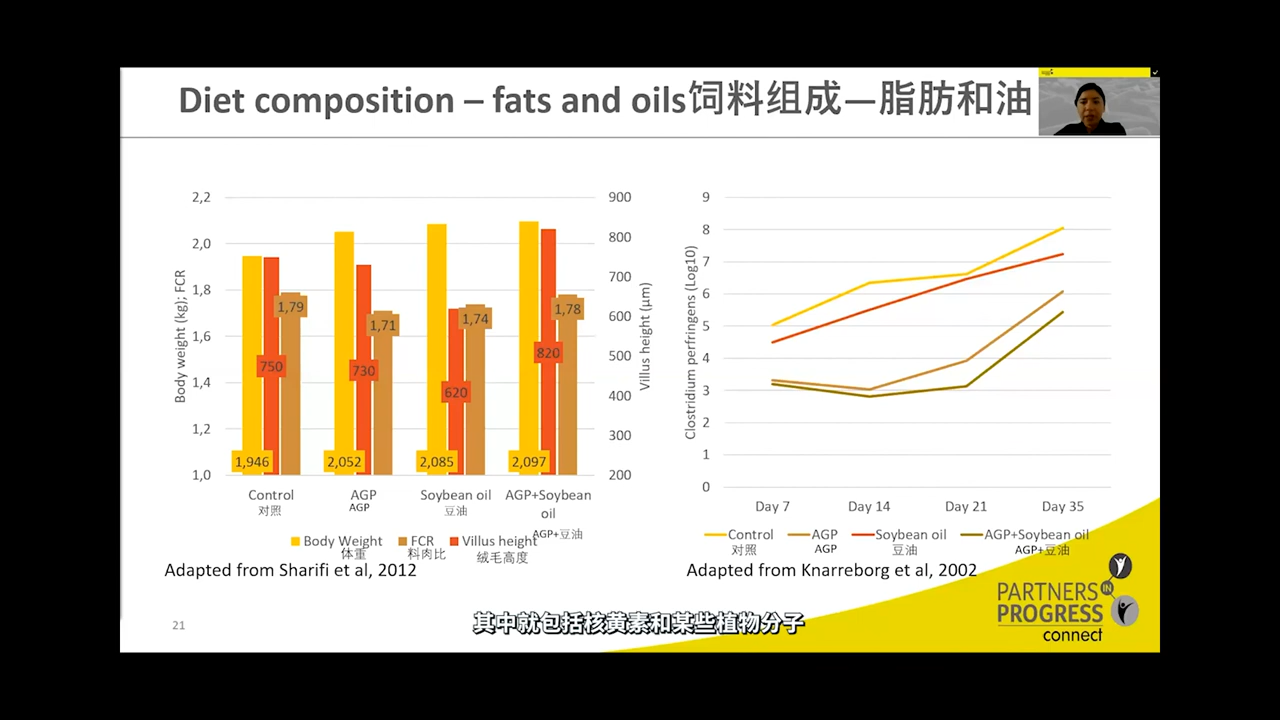 Diet composition – fats and oils饲料组成—脂肪和油
2,2
2,0
1,8
1,6
1,4
1,2
1,0
Body weight (kg); FCR
900
800
700
600
500
400
300
200
Villus height (µm)
1,946
750
1,79
2,052
730
1,71
2,085
620
1,74
2,097
820
1,78
Control
对照
AGP
AGP
Soybean oil
豆油
AGP+Soybean
oil
AGP+豆油
Body Weight
体重
FCR
料肉比
Villus height
绒毛高度
Adapted from Sharifi et al, 2012
9
8
7
6
5
4
3
2
1
0
Clostridium perfringens (Log10)
Day 7
Day 14
Day 21
Day 35
Control
对照
AGP
AGP
Soybean oil
豆油
AGP+Soybean oil
AGP+豆油
Adapted from Knarreborg et al, 2002
PARTNERS
IN
PROGRESS
connect
21
其中就包括核黄素和某些植物分子